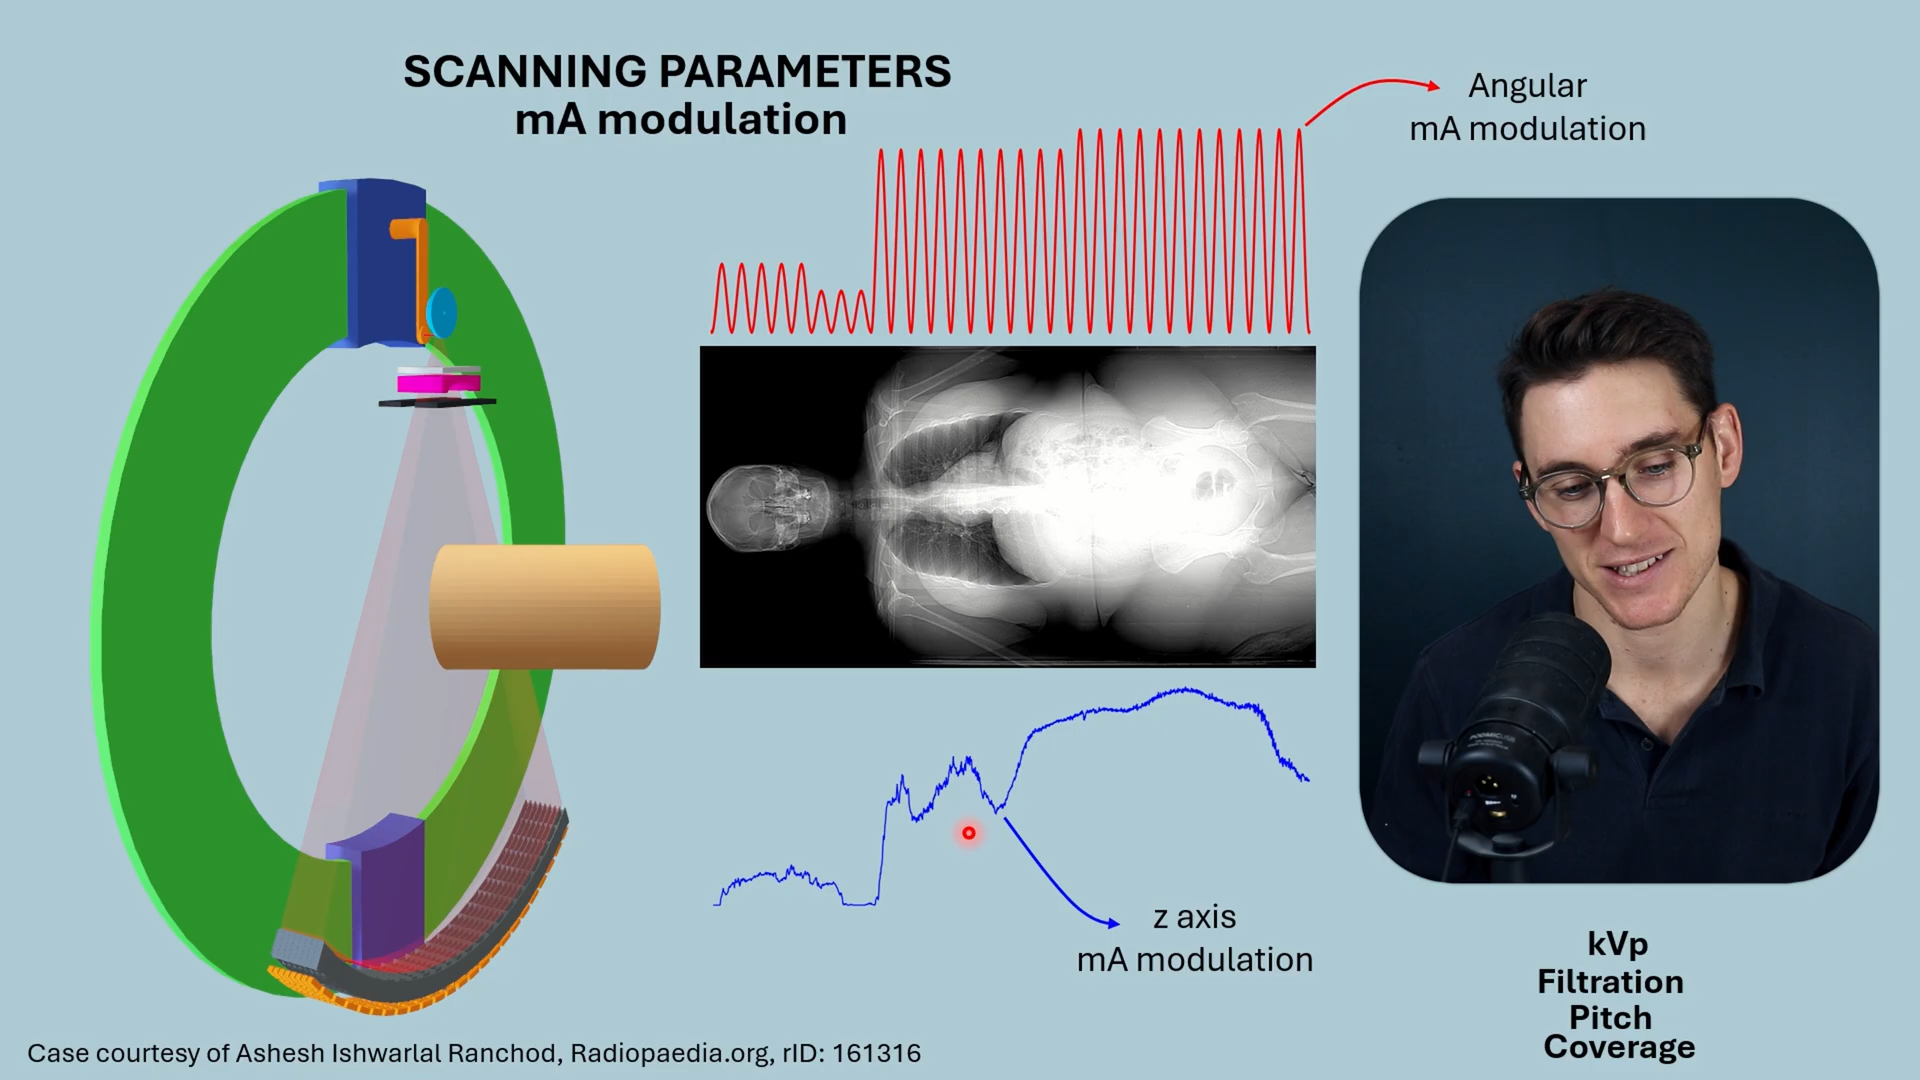 SCANNING PARAMETERS
mA modulation
Angular
mA modulation
z axis
mA modulation
kVp
Filtration
Pitch
Coverage
Case courtesy of Ashesh Ishwarlal Ranchod, Radiopaedia.org, rID: 161316